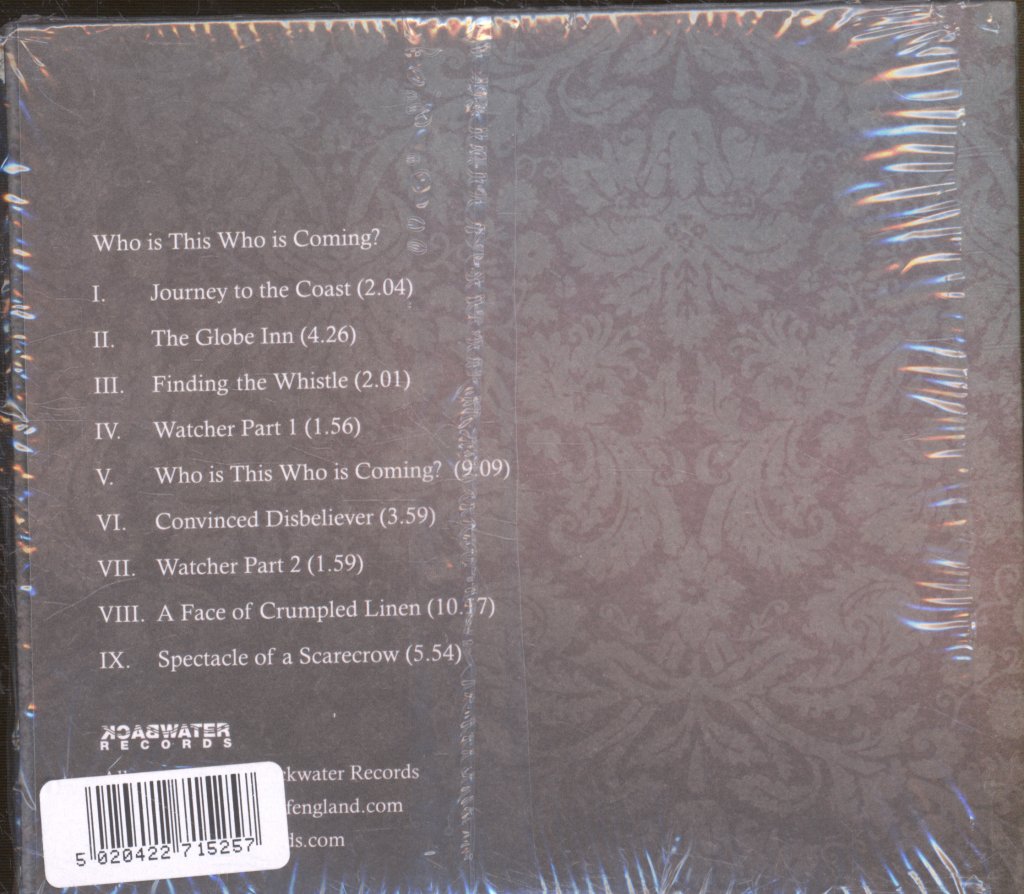 Who is This Who is Coming?
I. Journey to the Coast (2.04)
II. The Globe Inn (4.26)
III. Finding the Whistle (2.01)
IV. Watcher Part 1 (1.56)
V. Who is This Who is Coming? (9.09)
VI. Convinced Disbeliever (3.59)
VII. Watcher Part 2 (1.59)
VIII. A Face of Crumpled Linen (10.17)
IX. Spectacle of a Scarecrow (5.54)
BACKWATER
RECORDS
ckwater Records
fengland.com
ds.com
5 020422 715257